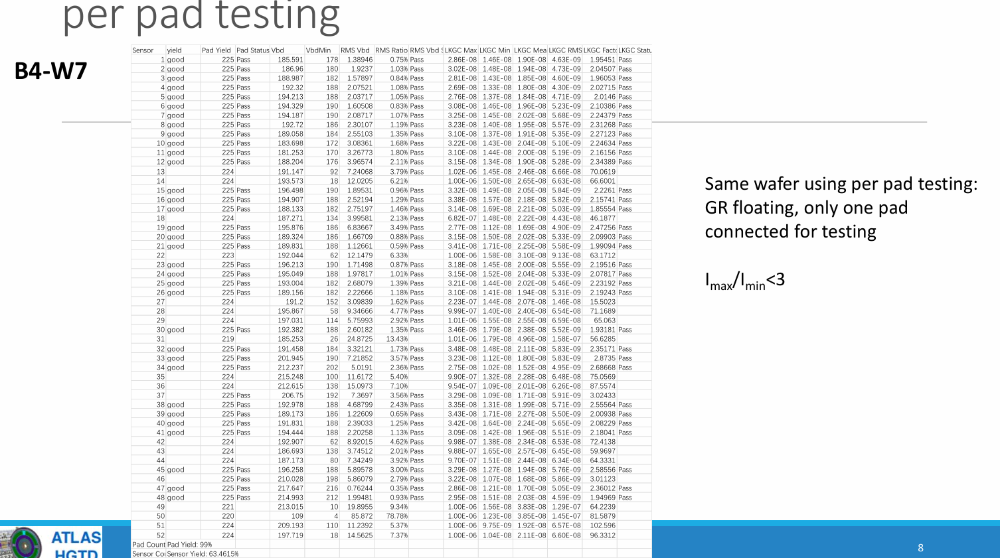 per pad testing
B4-W7
Sensor yield Pad Yield Pad Status Vbd VbdMin RMS Vbd RMS Ratio RMS Vbd LKGC Max LKGC Min LKGC Mea LKGC RMS LKGC Facto LKGC Statu
1 good 225 Pass 185.591 178 1.38946 0.75% Pass 2.86E-08 1.46E-08 1.90E-08 4.63E-09 1.95451 Pass
2 good 225 Pass 186.96 180 1.9237 1.03% Pass 3.02E-08 1.48E-08 1.94E-08 4.73E-09 2.04507 Pass
3 good 225 Pass 188.987 182 1.57897 0.84% Pass 2.81E-08 1.43E-08 1.85E-08 4.60E-09 1.96053 Pass
4 good 225 Pass 192.32 188 2.07521 1.08% Pass 2.69E-08 1.33E-08 1.80E-08 4.30E-09 2.02715 Pass
5 good 225 Pass 194.213 188 2.03717 1.05% Pass 2.76E-08 1.37E-08 1.84E-08 4.71E-09 2.0146 Pass
6 good 225 Pass 194.329 190 1.60508 0.83% Pass 3.08E-08 1.46E-08 1.96E-08 5.23E-09 2.10386 Pass
7 good 225 Pass 194.187 190 2.08717 1.07% Pass 3.25E-08 1.45E-08 2.02E-08 5.68E-09 2.24379 Pass
8 good 225 Pass 192.72 186 2.30107 1.19% Pass 3.23E-08 1.40E-08 1.95E-08 5.57E-09 2.31268 Pass
9 good 225 Pass 189.058 184 2.55103 1.35% Pass 3.10E-08 1.37E-08 1.91E-08 5.35E-09 2.27123 Pass
10 good 225 Pass 183.698 172 3.08361 1.68% Pass 3.22E-08 1.43E-08 2.04E-08 5.10E-09 2.24634 Pass
11 good 225 Pass 181.253 170 3.26773 1.80% Pass 3.10E-08 1.44E-08 2.00E-08 5.19E-09 2.16156 Pass
12 good 225 Pass 188.204 176 3.96574 2.11% Pass 3.15E-08 1.34E-08 1.90E-08 5.28E-09 2.34389 Pass
13 224 191.147 92 7.24068 3.79% Pass 1.02E-06 1.45E-08 2.46E-08 6.66E-08 70.0619
14 224 193.573 18 12.0205 6.21% 1.00E-06 1.50E-08 2.65E-08 6.63E-08 66.6001
15 good 225 Pass 196.498 190 1.89531 0.96% Pass 3.32E-08 1.49E-08 2.05E-08 5.84E-09 2.2261 Pass
16 good 225 Pass 194.907 188 2.52194 1.29% Pass 3.38E-08 1.57E-08 2.18E-08 5.82E-09 2.15741 Pass
17 good 225 Pass 188.133 182 2.75197 1.46% Pass 3.14E-08 1.69E-08 2.21E-08 5.03E-09 1.85554 Pass
18 224 187.271 134 3.99581 2.13% Pass 6.82E-07 1.48E-08 2.22E-08 4.43E-08 46.1877
19 good 225 Pass 195.876 186 6.83667 3.49% Pass 2.77E-08 1.12E-08 1.69E-08 4.90E-09 2.47256 Pass
20 good 225 Pass 189.324 186 1.66709 0.88% Pass 3.15E-08 1.50E-08 2.02E-08 5.33E-09 2.09903 Pass
21 good 225 Pass 189.831 188 1.12661 0.59% Pass 3.41E-08 1.71E-08 2.25E-08 5.58E-09 1.99094 Pass
22 223 192.044 62 12.1479 6.33% 1.00E-06 1.58E-08 3.10E-08 9.13E-08 63.1712
23 good 225 Pass 196.213 190 1.71498 0.87% Pass 3.18E-08 1.45E-08 2.00E-08 5.55E-09 2.19516 Pass
24 good 225 Pass 195.049 188 1.97817 1.01% Pass 3.15E-08 1.52E-08 2.04E-08 5.33E-09 2.07817 Pass
25 good 225 Pass 193.004 182 2.68079 1.39% Pass 3.21E-08 1.44E-08 2.02E-08 5.46E-09 2.23192 Pass
26 good 225 Pass 189.156 182 2.22666 1.18% Pass 3.10E-08 1.41E-08 1.94E-08 5.31E-09 2.19243 Pass
27 224 191.2 152 3.09839 1.62% Pass 2.23E-07 1.44E-08 2.07E-08 1.46E-08 15.5023
28 224 195.867 58 9.34666 4.77% Pass 9.99E-07 1.40E-08 2.40E-08 6.54E-08 71.1689
29 224 197.031 114 5.75993 2.92% Pass 1.01E-06 1.55E-08 2.55E-08 6.59E-08 65.063
30 good 225 Pass 192.382 188 2.60182 1.35% Pass 3.46E-08 1.79E-08 2.38E-08 5.52E-09 1.93181 Pass
31 219 185.253 26 24.8725 13.43% 1.01E-06 1.79E-08 4.96E-08 1.58E-07 56.6285
32 good 225 Pass 191.458 184 3.32121 1.73% Pass 3.48E-08 1.48E-08 2.11E-08 5.83E-09 2.35171 Pass
33 good 225 Pass 201.945 190 7.21852 3.57% Pass 3.23E-08 1.12E-08 1.80E-08 5.83E-09 2.8735 Pass
34 good 225 Pass 212.237 202 5.0191 2.36% Pass 2.75E-08 1.02E-08 1.52E-08 4.95E-09 2.68668 Pass
35 224 215.248 100 11.6172 5.40% 9.90E-07 1.32E-08 2.28E-08 6.48E-08 75.0569
36 224 212.615 138 15.0973 7.10% 9.54E-07 1.09E-08 2.01E-08 6.26E-08 87.5574
37 225 Pass 206.75 192 7.3697 3.56% Pass 3.29E-08 1.09E-08 1.71E-08 5.91E-09 3.02433
38 good 225 Pass 192.978 188 4.68799 2.43% Pass 3.35E-08 1.31E-08 1.99E-08 5.71E-09 2.55564 Pass
39 good 225 Pass 189.173 186 1.22609 0.65% Pass 3.43E-08 1.71E-08 2.27E-08 5.50E-09 2.00938 Pass
40 good 225 Pass 191.831 188 2.39033 1.25% Pass 3.42E-08 1.64E-08 2.24E-08 5.65E-09 2.08229 Pass
41 good 225 Pass 194.444 188 2.20258 1.13% Pass 3.09E-08 1.42E-08 1.96E-08 5.51E-09 2.18041 Pass
42 224 192.907 62 8.92015 4.62% Pass 9.98E-07 1.38E-08 2.34E-08 6.53E-08 72.4138
43 224 186.693 138 3.74512 2.01% Pass 9.88E-07 1.65E-08 2.57E-08 6.45E-08 59.9697
44 224 187.173 80 7.34249 3.92% Pass 9.70E-07 1.51E-08 2.44E-08 6.34E-08 64.3331
45 good 225 Pass 196.258 188 5.89578 3.00% Pass 3.29E-08 1.27E-08 1.94E-08 5.76E-09 2.58556 Pass
46 225 Pass 210.028 198 5.86079 2.79% Pass 3.22E-08 1.07E-08 1.68E-08 5.86E-09 3.01123
47 good 225 Pass 217.647 216 0.76244 0.35% Pass 2.86E-08 1.21E-08 1.70E-08 5.05E-09 2.36012 Pass
48 good 225 Pass 214.993 212 1.99481 0.93% Pass 2.95E-08 1.51E-08 2.03E-08 4.59E-09 1.94969 Pass
49 221 213.015 10 19.8955 9.34% 1.00E-06 1.56E-08 3.83E-08 1.29E-07 64.2239
50 220 109 4 85.872 78.78% 1.00E-06 1.23E-08 3.85E-08 1.45E-07 81.5879
51 224 209.193 110 11.2392 5.37% 1.00E-06 9.75E-09 1.92E-08 6.57E-08 102.596
52 224 197.719 18 14.5625 7.37% 1.00E-06 1.04E-08 2.11E-08 6.60E-08 96.3312
Pad Count Pad Yield: 99%
Sensor Cou Sensor Yield: 63.4615%
Same wafer using per pad testing:
GR floating, only one pad
connected for testing
Imax/Imin<3
ATLAS
HGTD
8